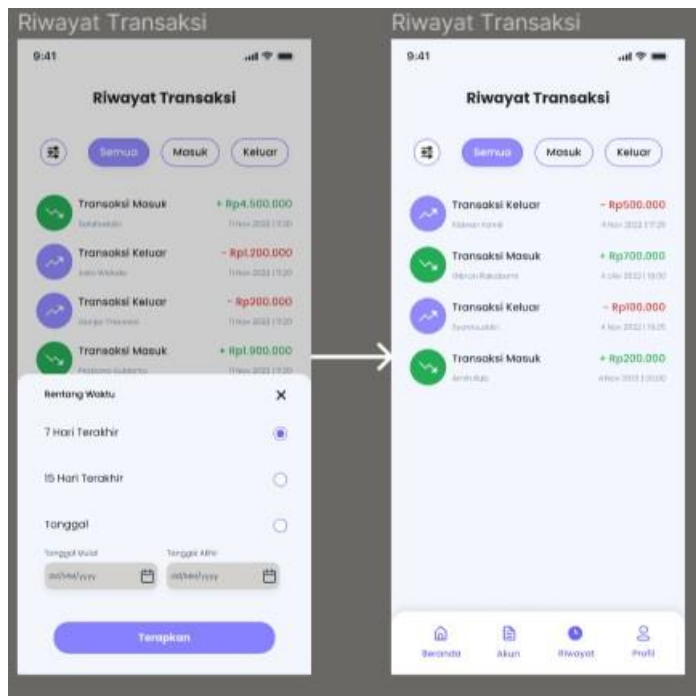 Riwayat Transaksi
9:41
Riwayat Transaksi
Semua Masuk Keluar
Transaksi Masuk + Rp4.500.000
Transaksi Keluar - Rp1.200.000
Transaksi Keluar - Rp200.000
Transaksi Masuk + Rp1.900.000
Rentang Waktu
7 Hari Terakhir
15 Hari Terakhir
Tanggal
Tanggal Mulai Tanggal Akhir
dd/MM/yyyy dd/MM/yyyy
Terapkan
Riwayat Transaksi
9:41
Riwayat Transaksi
Semua Masuk Keluar
Transaksi Keluar - Rp500.000
Transaksi Masuk + Rp700.000
Transaksi Keluar - Rp100.000
Transaksi Masuk + Rp200.000
Beranda Akun Riwayat Profil